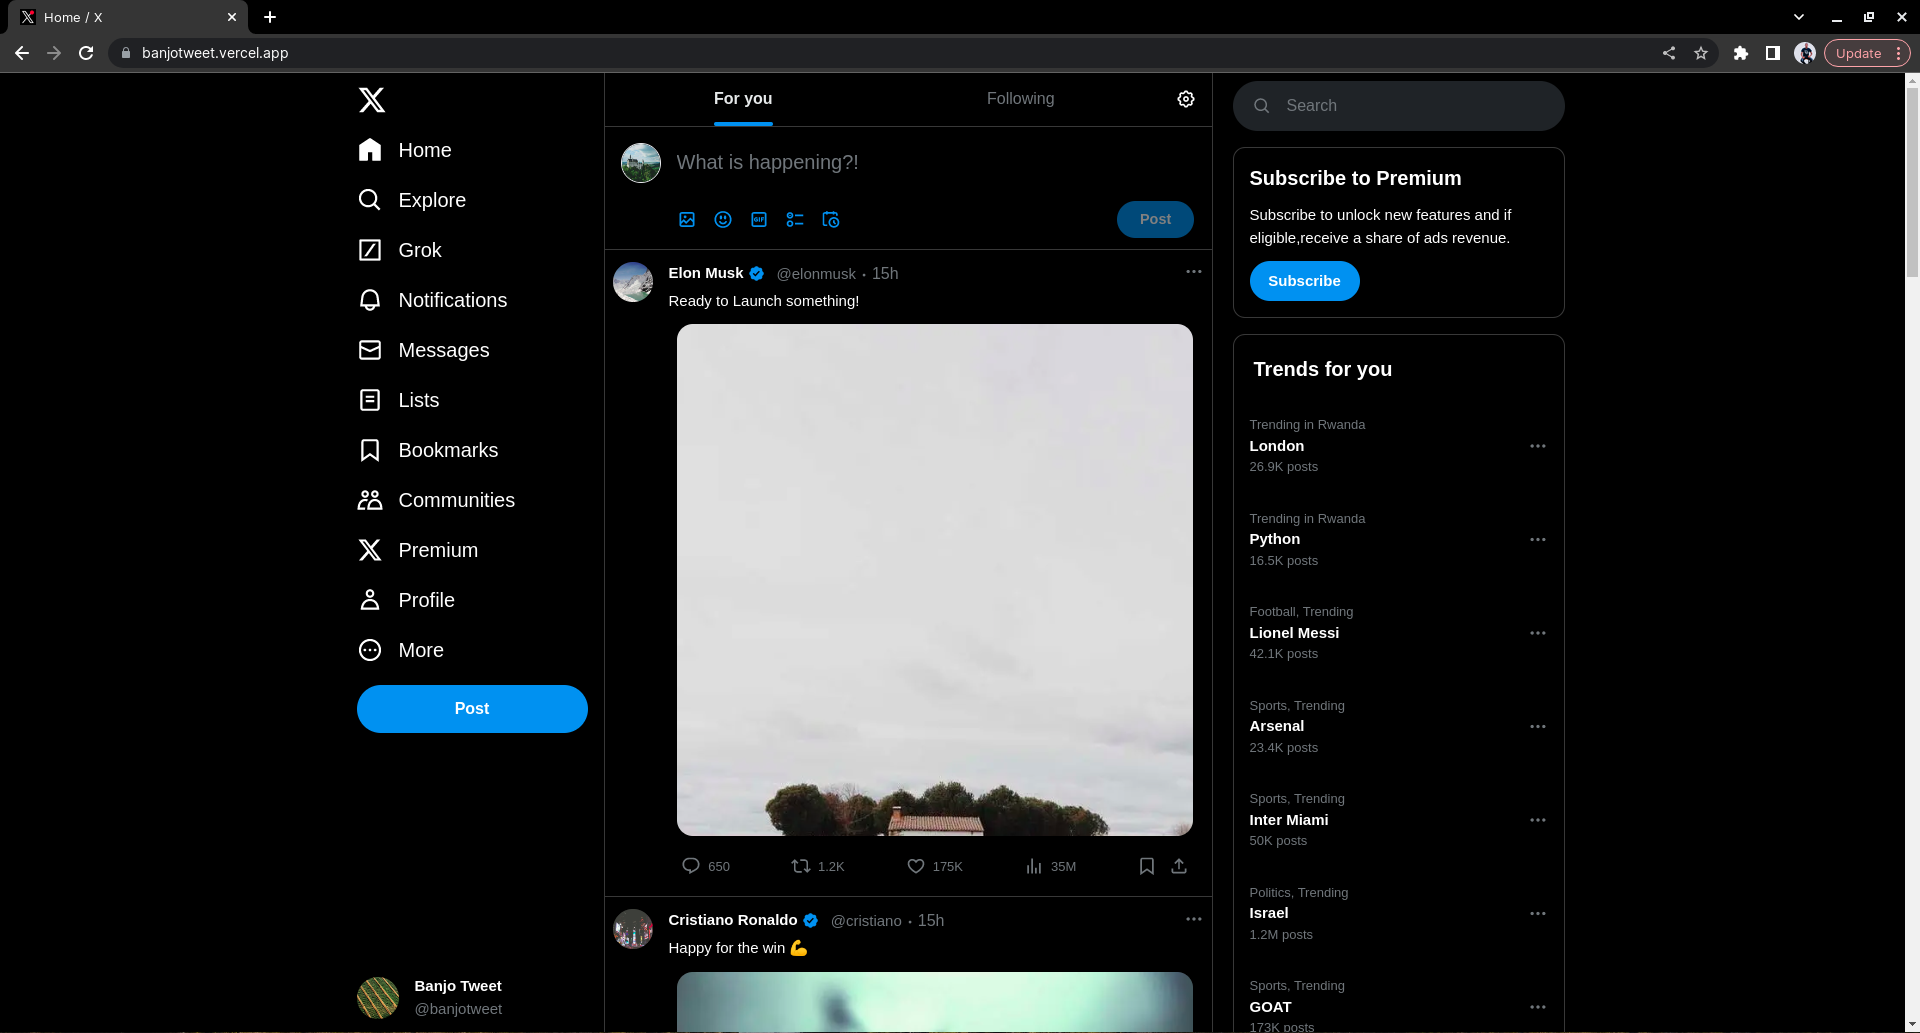 Home / X
banjotweet.vercel.app
Update
Home
Explore
Grok
Notifications
Messages
Lists
Bookmarks
Communities
Premium
Profile
More
Post
Banjo Tweet
@banjotweet
For you
Following
What is happening?!
GIF
Post
Elon Musk @elonmusk • 15h
Ready to Launch something!
650
1.2K
175K
35M
Cristiano Ronaldo @cristiano • 15h
Happy for the win 💪
Search
Subscribe to Premium
Subscribe to unlock new features and if
eligible,receive a share of ads revenue.
Subscribe
Trends for you
Trending in Rwanda
London
26.9K posts
Trending in Rwanda
Python
16.5K posts
Football, Trending
Lionel Messi
42.1K posts
Sports, Trending
Arsenal
23.4K posts
Sports, Trending
Inter Miami
50K posts
Politics, Trending
Israel
1.2M posts
Sports, Trending
GOAT
173K posts